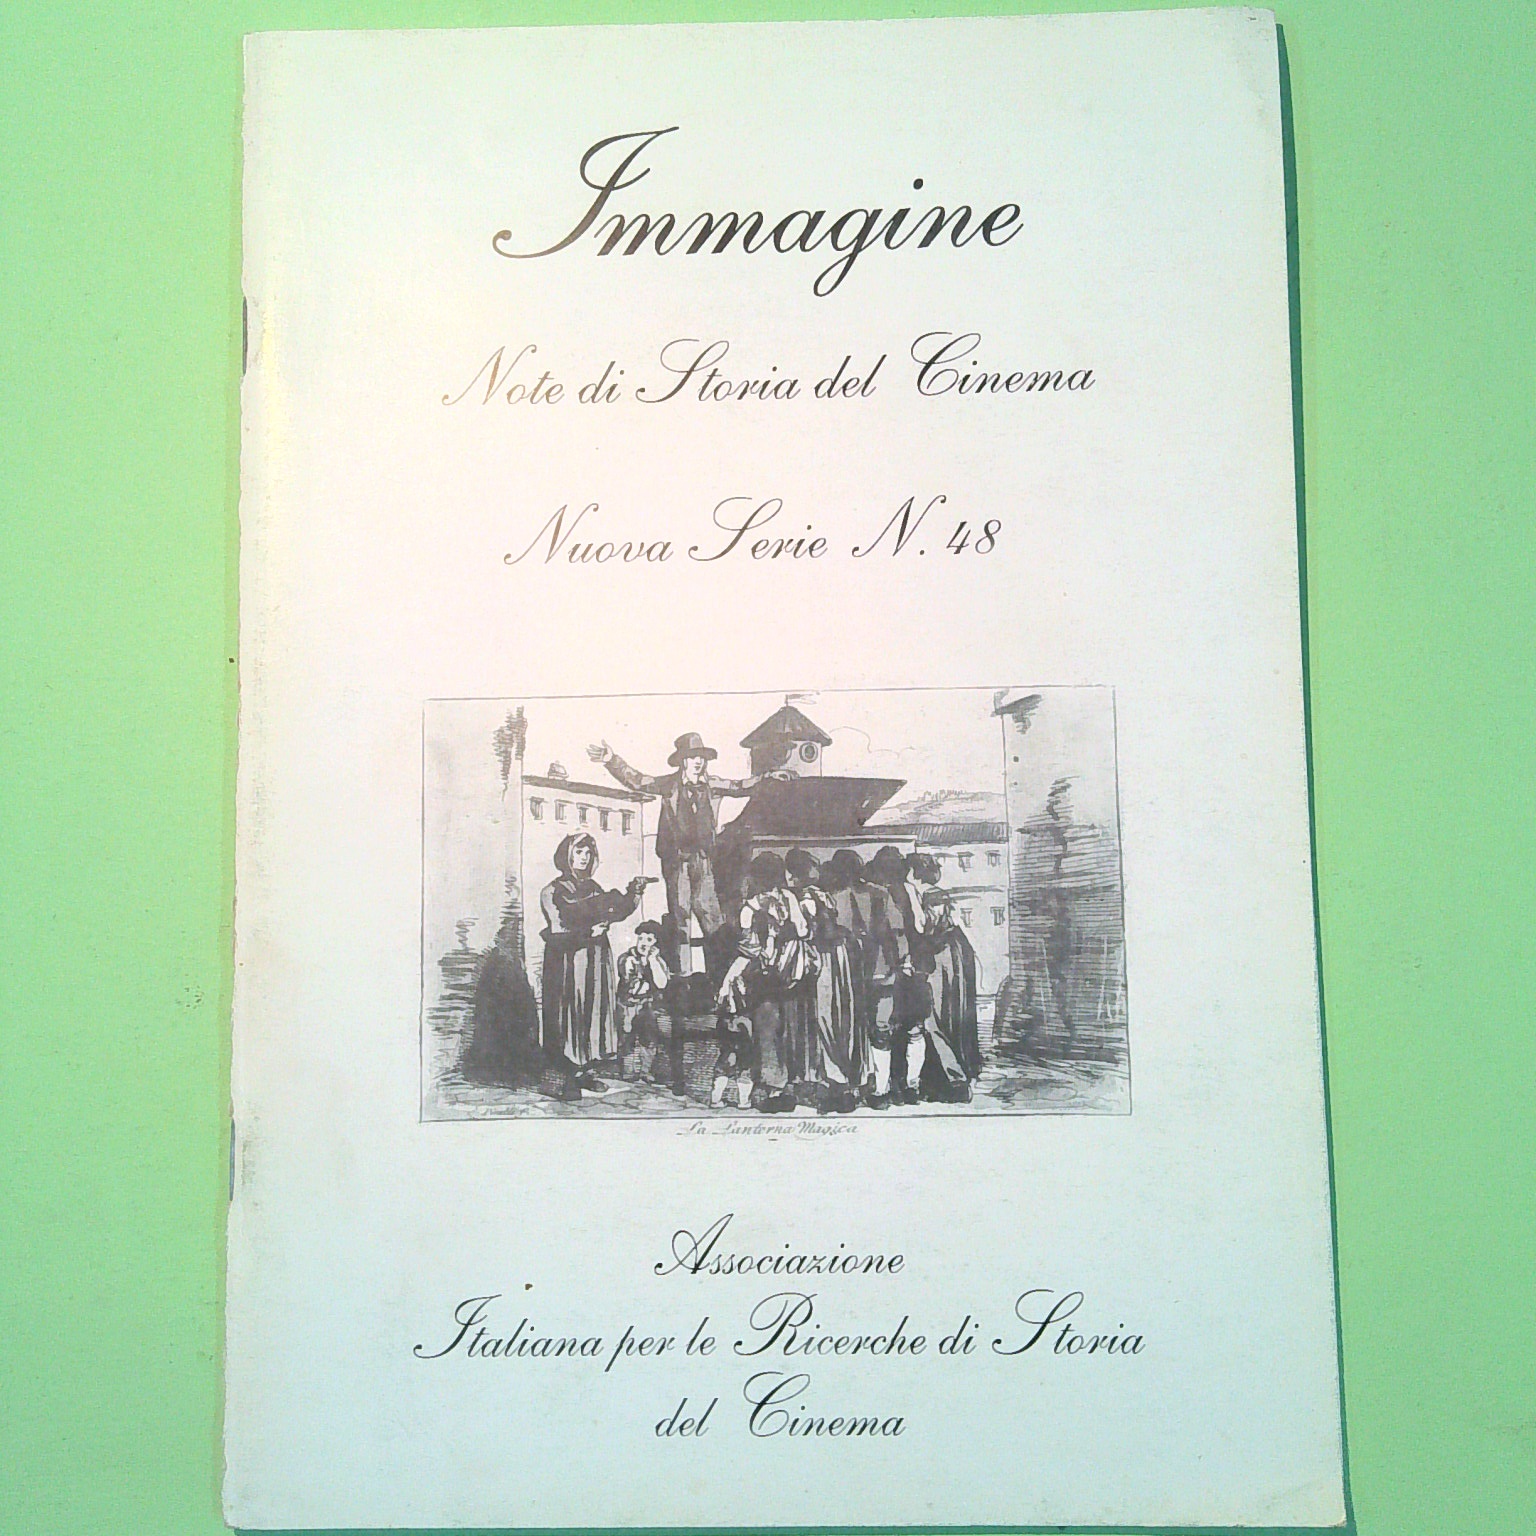 Immagine
Note di Storia del Cinema
Nuova Serie N. 48
La Lanterna Magica
Associazione
Italiana per le Ricerche di Storia
del Cinema